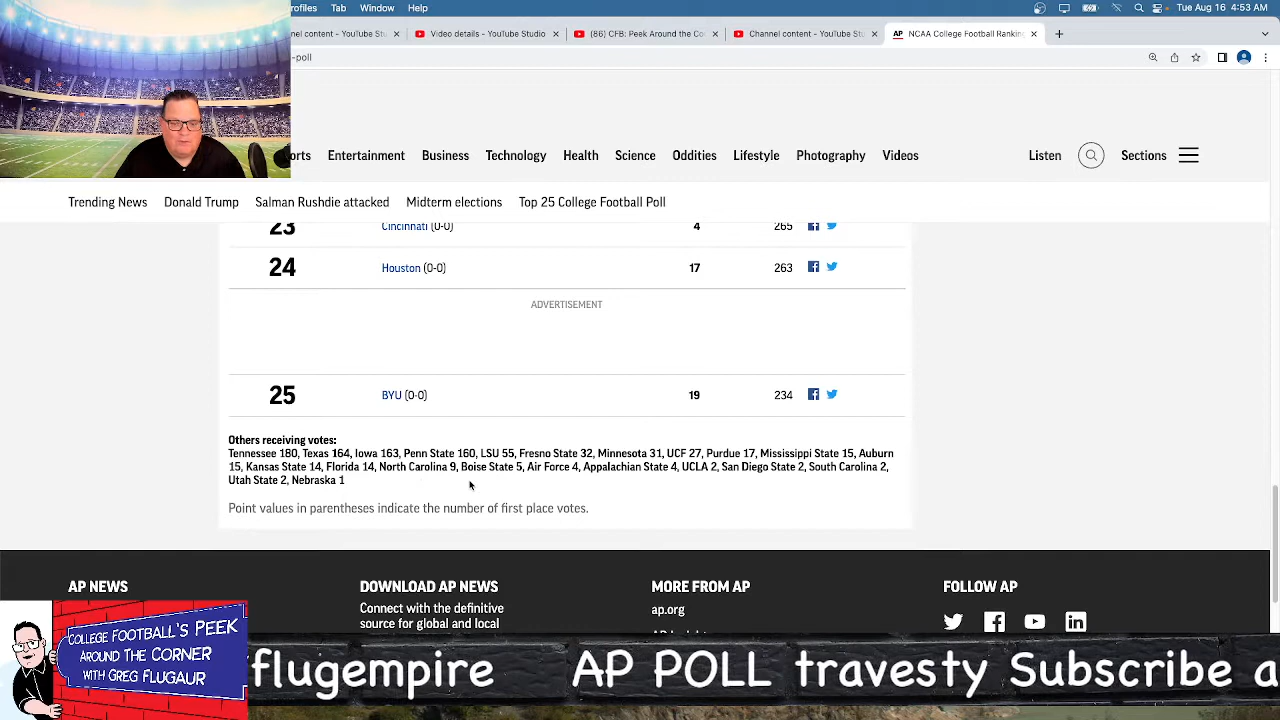 rofiles Tab Window Help Tue Aug 16 4:53 AM
nel content - YouTube Stu Video details - YouTube Studio (86) CFB: Peek Around the Co Channel content - YouTube Stu AP NCAA College Football Ranking
-poll
orts Entertainment Business Technology Health Science Oddities Lifestyle Photography Videos Listen Sections
Trending News Donald Trump Salman Rushdie attacked Midterm elections Top 25 College Football Poll
23 Cincinnati (0-0) 4 265
24 Houston (0-0) 17 263
ADVERTISEMENT
25 BYU (0-0) 19 234
Others receiving votes:
Tennessee 180, Texas 164, Iowa 163, Penn State 160, LSU 55, Fresno State 32, Minnesota 31, UCF 27, Purdue 17, Mississippi State 15, Auburn
15, Kansas State 14, Florida 14, North Carolina 9, Boise State 5, Air Force 4, Appalachian State 4, UCLA 2, San Diego State 2, South Carolina 2,
Utah State 2, Nebraska 1
Point values in parentheses indicate the number of first place votes.
AP NEWS DOWNLOAD AP NEWS MORE FROM AP FOLLOW AP
Connect with the definitive
source for global and local
ap.org
COLLEGE FOOTBALL'S PEEK
AROUND THE CORNER
WITH GREG FLUGAUR
/flugempire AP POLL travesty Subscribe a